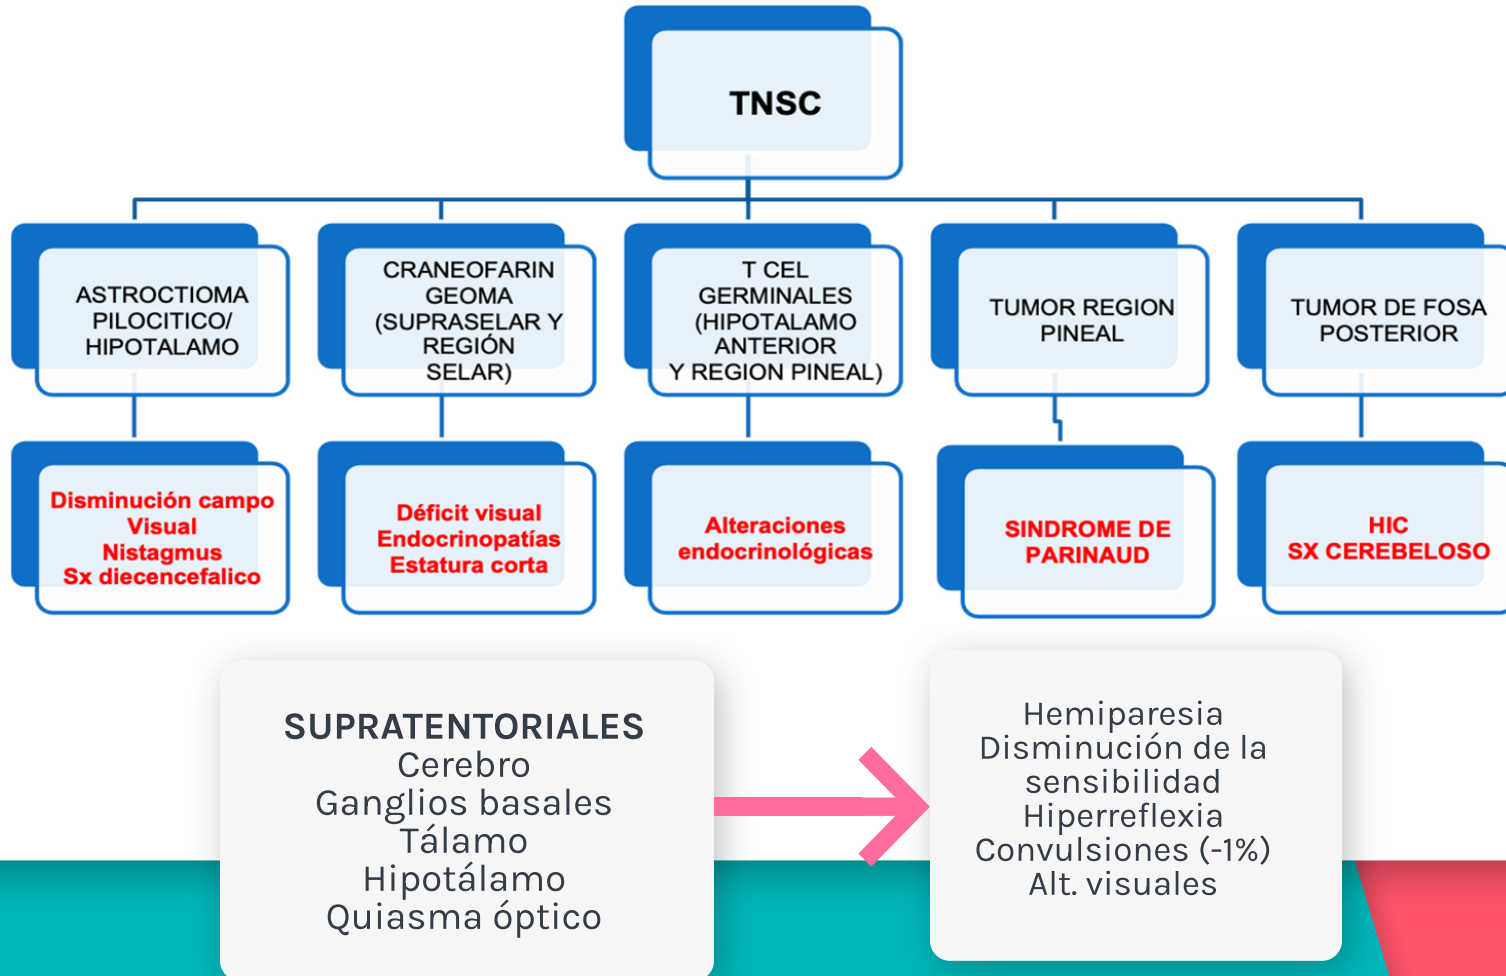 TNSC
ASTROCTIOMA
PILOCITICO/
HIPOTALAMO
CRANEOFARIN
GEOMA
(SUPRASELAR Y
REGIÓN
SELAR)
T CEL
GERMINALES
(HIPOTALAMO
ANTERIOR
Y REGION PINEAL)
TUMOR REGION
PINEAL
TUMOR DE FOSA
POSTERIOR
Disminución campo
Visual
Nistagmus
Sx diecencefalico
Déficit visual
Endocrinopatías
Estatura corta
Alteraciones
endocrinológicas
SINDROME DE
PARINAUD
HIC
SX CEREBELOSO
SUPRATENTORIALES
Cerebro
Ganglios basales
Tálamo
Hipotálamo
Quiasma óptico
Hemiparesia
Disminución de la
sensibilidad
Hiperreflexia
Convulsiones (-1%)
Alt. visuales